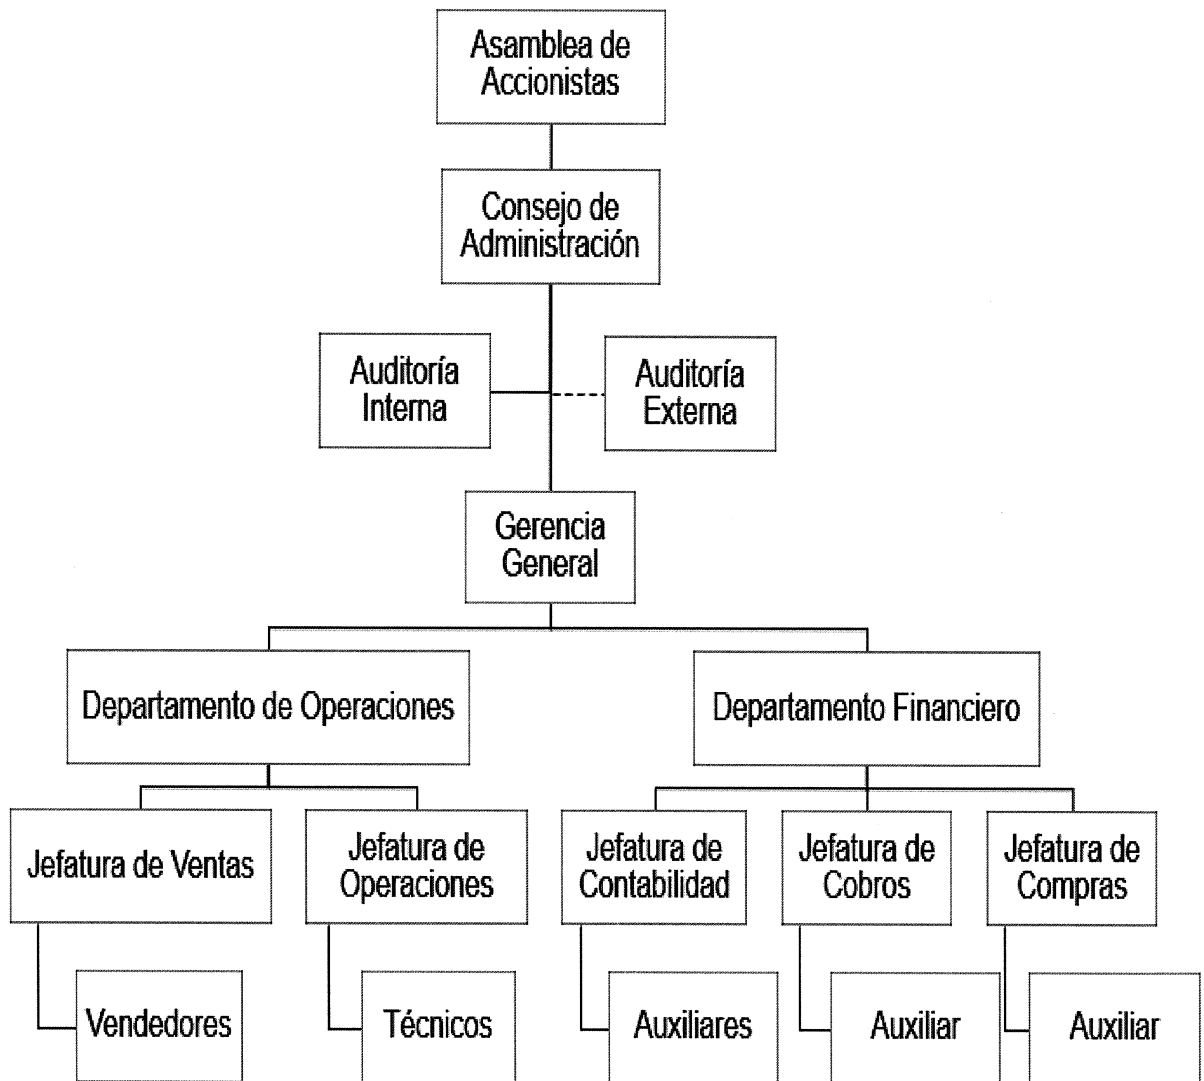 Asamblea de
Accionistas
Consejo de
Administración
Auditoría
Interna
Auditoría
Externa
Gerencia
General
Departamento de Operaciones
Departamento Financiero
Jefatura de Ventas
Jefatura de
Operaciones
Jefatura de
Contabilidad
Jefatura de
Cobros
Jefatura de
Compras
Vendedores
Técnicos
Auxiliares
Auxiliar
Auxiliar